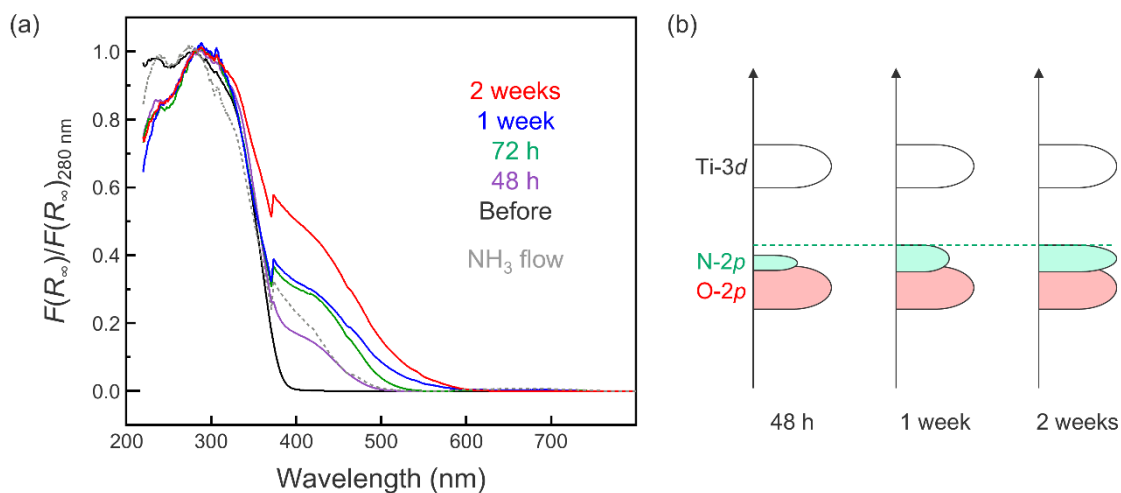 (a)
F(R∞)/F(R∞)280 nm
1.0
0.8
0.6
0.4
0.2
0.0
200
300
400
500
600
700
Wavelength (nm)
2 weeks
1 week
72 h
48 h
Before
NH3 flow
(b)
Ti-3d
N-2p
O-2p
48 h
1 week
2 weeks